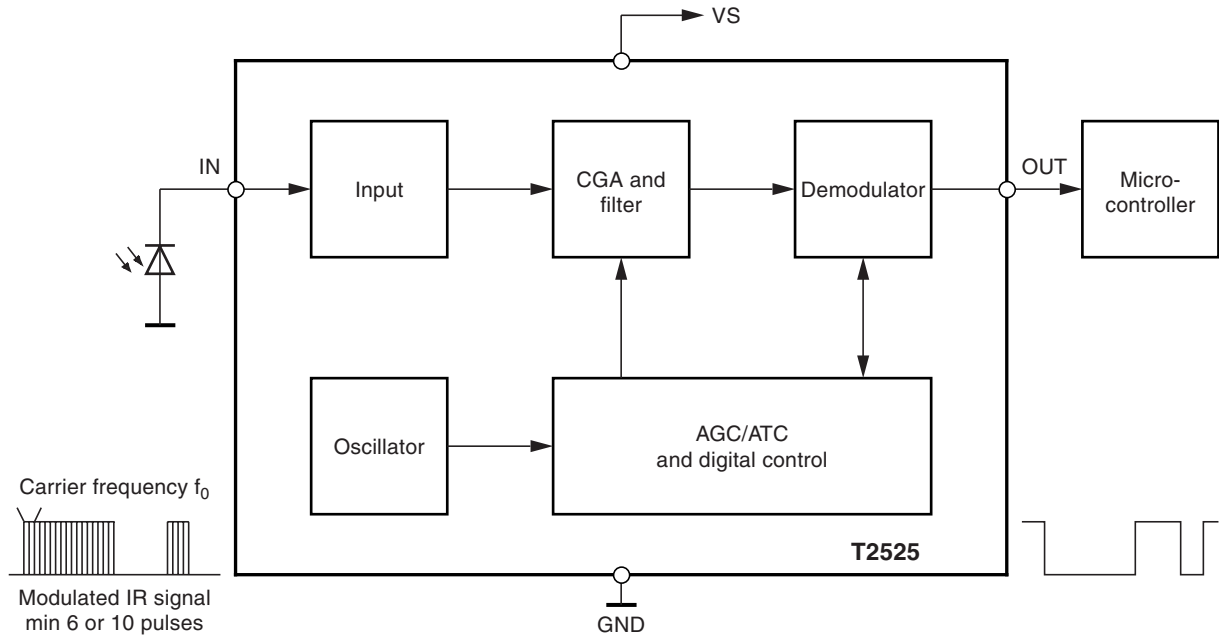 VS
IN
Input
CGA and
filter
Demodulator
OUT
Micro-
controller
Oscillator
AGC/ATC
and digital control
Carrier frequency f₀
T2525
Modulated IR signal
min 6 or 10 pulses
GND